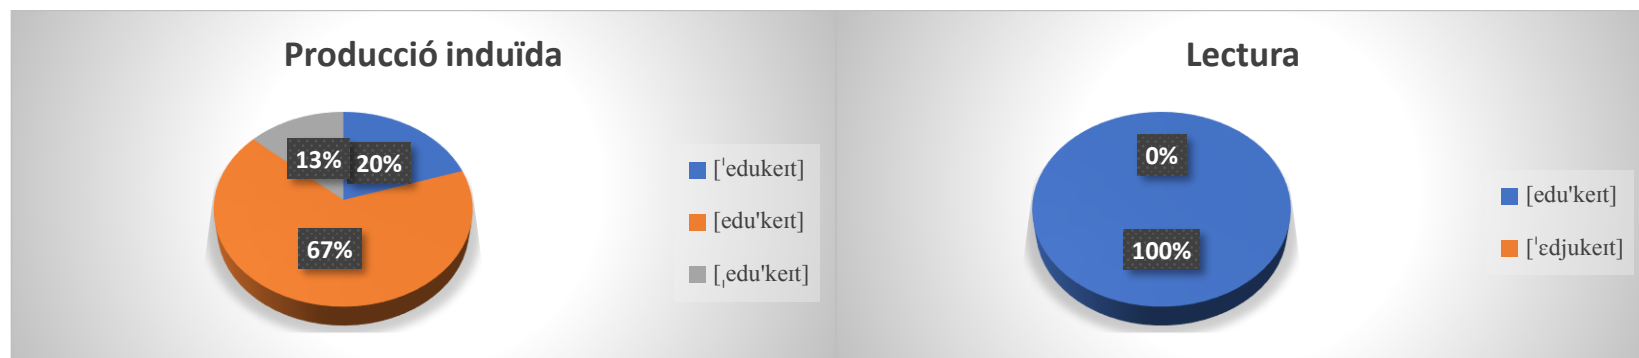 Producció induïda
13%
20%
67%
[ˈedukeɪt]
[edu'keɪt]
[ˌedu'keɪt]
Lectura
0%
100%
[edu'keɪt]
[ˈɛdjukeɪt]